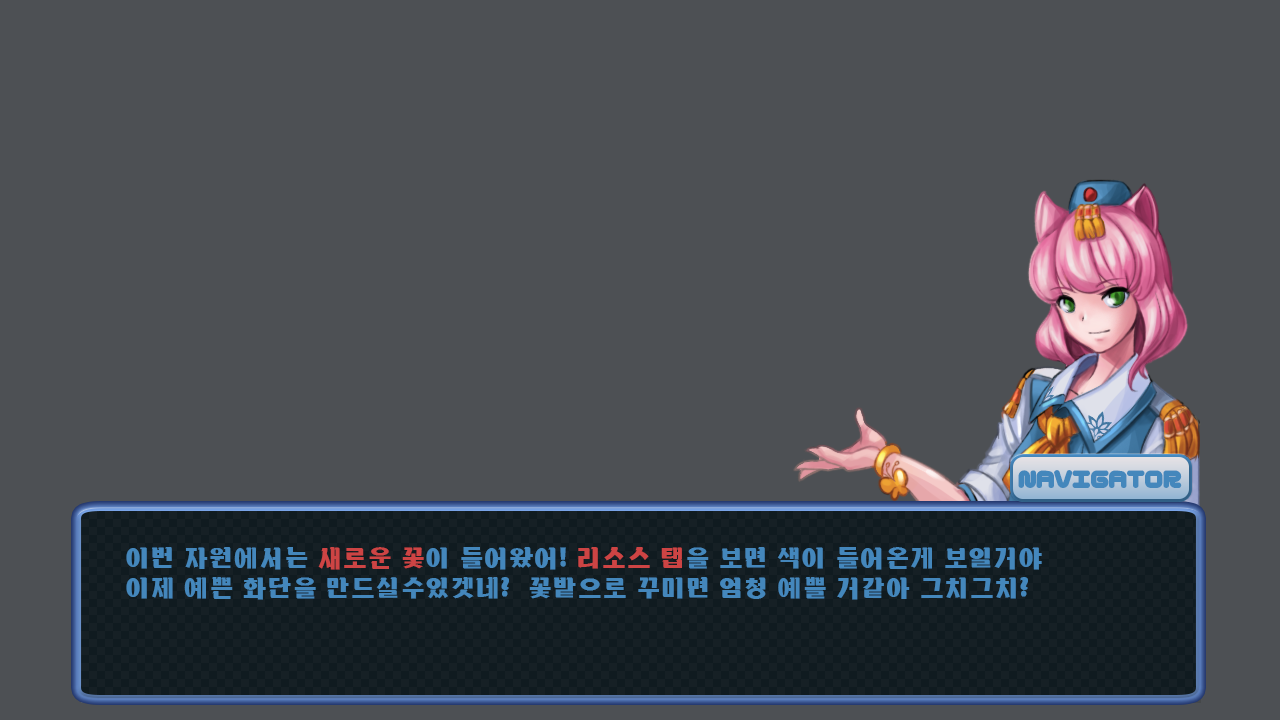 NAVIGATOR
이번 자원에서는 새로운 꽃이 들어왔어! 리소스 탭을 보면 색이 들어온게 보일거야
이제 예쁜 화단을 만드실수있겟네? 꽃밭으로 꾸미면 엄청 예쁠 거같아 그치그치?